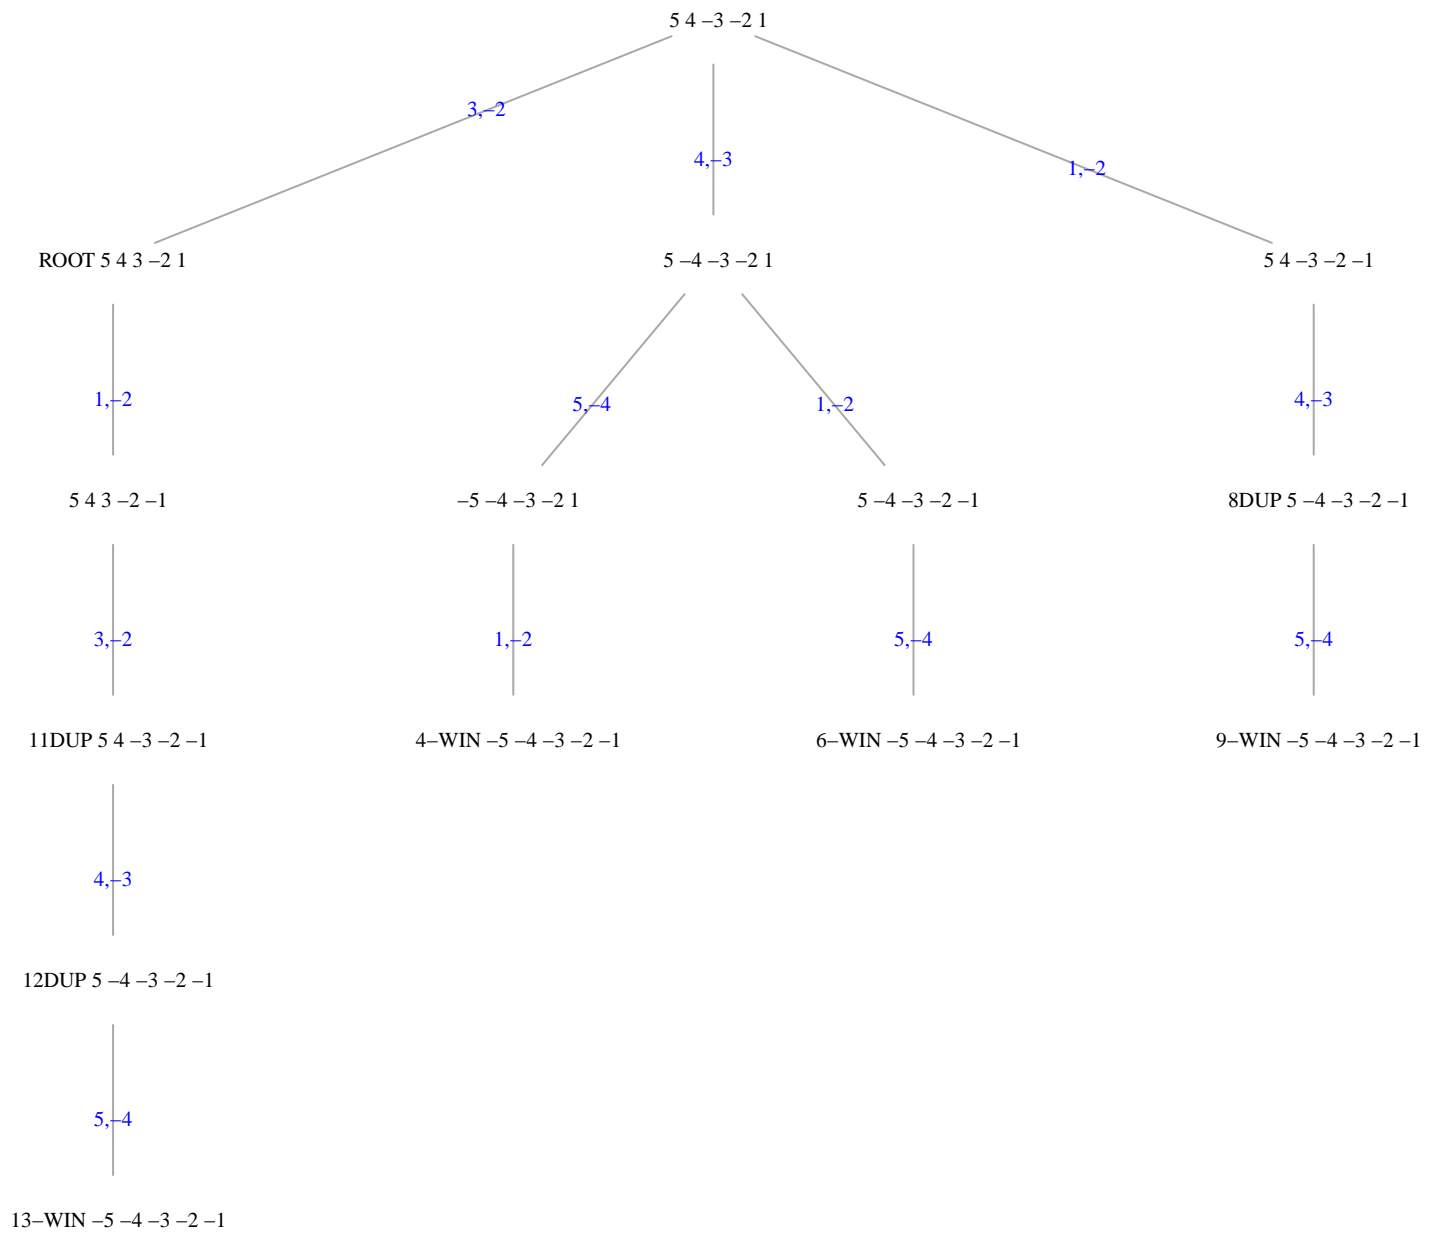 5 4 –3 –2 1
3,–2
4,–3
1,–2
ROOT 5 4 3 –2 1
5 –4 –3 –2 1
5 4 –3 –2 –1
1,–2
5,–4
1,–2
4,–3
5 4 3 –2 –1
–5 –4 –3 –2 1
5 –4 –3 –2 –1
8DUP 5 –4 –3 –2 –1
3,–2
1,–2
5,–4
5,–4
11DUP 5 4 –3 –2 –1
4–WIN –5 –4 –3 –2 –1
6–WIN –5 –4 –3 –2 –1
9–WIN –5 –4 –3 –2 –1
4,–3
12DUP 5 –4 –3 –2 –1
5,–4
13–WIN –5 –4 –3 –2 –1